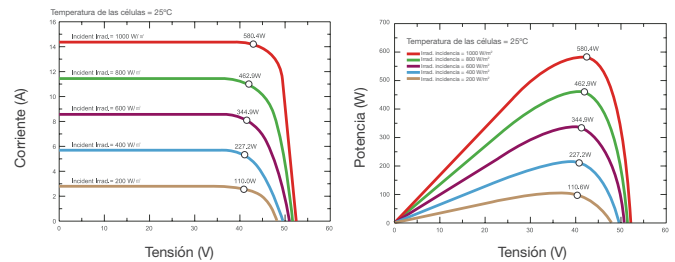 Temperatura de las células = 25ºC
Corriente (A)
16
14
12
10
8
6
4
2
0
Incident Irrad.= 1000 W/㎡
Incident Irrad.= 800 W/㎡
Incident Irrad.= 600 W/㎡
Incident Irrad.= 400 W/㎡
Incident Irrad.= 200 W/㎡
580.4W
462.9W
344.9W
227.2W
110.0W
0 10 20 30 40 50 60
Tensión (V)
Potencia (W)
700
600
500
400
300
200
100
0
Temperatura de las células = 25ºC
Irrad. incidencia = 1000 W/m²
Irrad. incidencia = 800 W/m²
Irrad. incidencia = 600 W/m²
Irrad. incidencia = 400 W/m²
Irrad. incidencia = 200 W/m²
580.4W
462.9W
344.9W
227.2W
110.6W
0 10 20 30 40 50 60
Tensión (V)